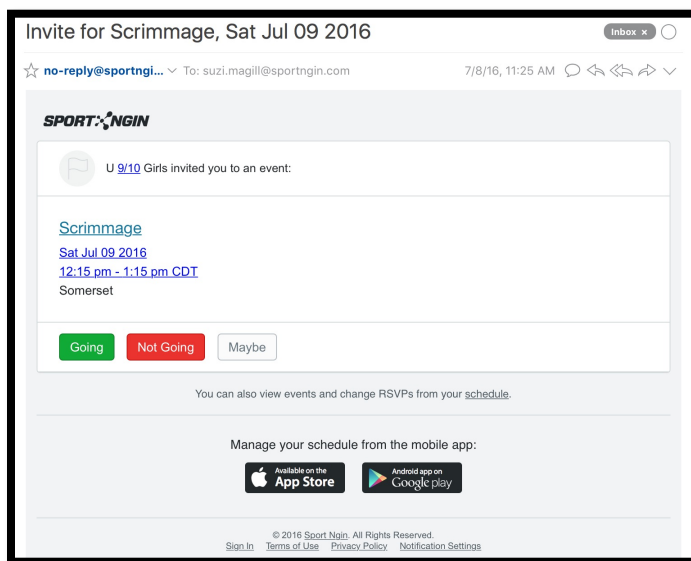 Invite for Scrimmage, Sat Jul 09 2016
Inbox x
no-reply@sportngi... To: suzi.magill@sportngin.com 7/8/16, 11:25 AM
SPORT NGIN
U 9/10 Girls invited you to an event:
Scrimmage
Sat Jul 09 2016
12:15 pm - 1:15 pm CDT
Somerset
Going Not Going Maybe
You can also view events and change RSVPs from your schedule.
Manage your schedule from the mobile app:
Available on the
App Store
Android app on
Google play
© 2016 Sport Ngin. All Rights Reserved.
Sign In Terms of Use Privacy Policy Notification Settings